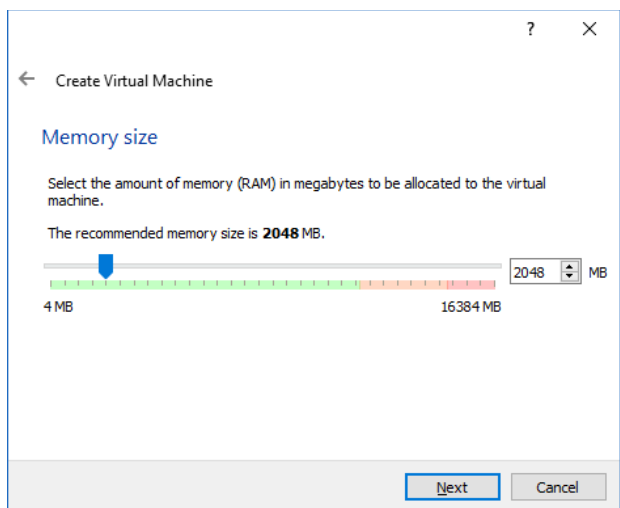 ?
Create Virtual Machine
Memory size
Select the amount of memory (RAM) in megabytes to be allocated to the virtual
machine.
The recommended memory size is 2048 MB.
2048 MB
4 MB 16384 MB
Next Cancel